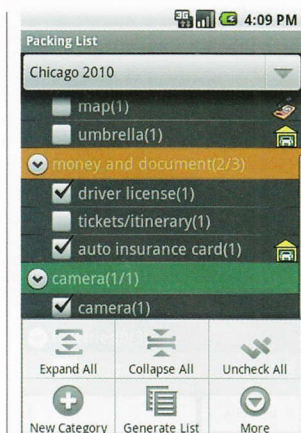 3G 4:09 PM
Packing List
Chicago 2010
map(1)
umbrella(1)
money and document(2/3)
driver license(1)
tickets/itinerary(1)
auto insurance card(1)
camera(1/1)
camera(1)
Expand All Collapse All Uncheck All
New Category Generate List More